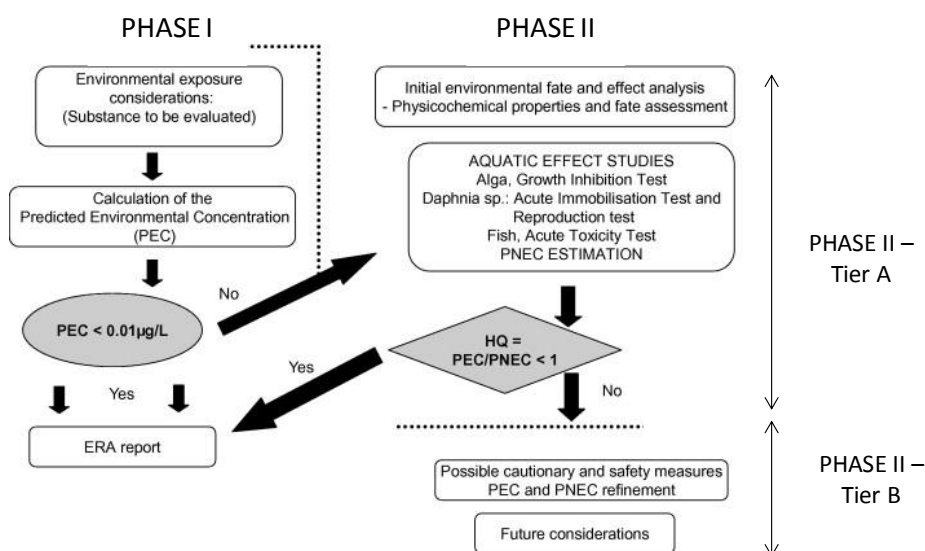 PHASE I
Environmental exposure
considerations:
(Substance to be evaluated)
Calculation of the
Predicted Environmental Concentration
(PEC)
PEC < 0.01µg/L
No
Yes
ERA report
PHASE II
Initial environmental fate and effect analysis
- Physicochemical properties and fate assessment
AQUATIC EFFECT STUDIES
Alga, Growth Inhibition Test
Daphnia sp.: Acute Immobilisation Test and
Reproduction test
Fish, Acute Toxicity Test
PNEC ESTIMATION
HQ =
PEC/PNEC < 1
Yes
No
Possible cautionary and safety measures
PEC and PNEC refinement
Future considerations
PHASE II –
Tier A
PHASE II –
Tier B